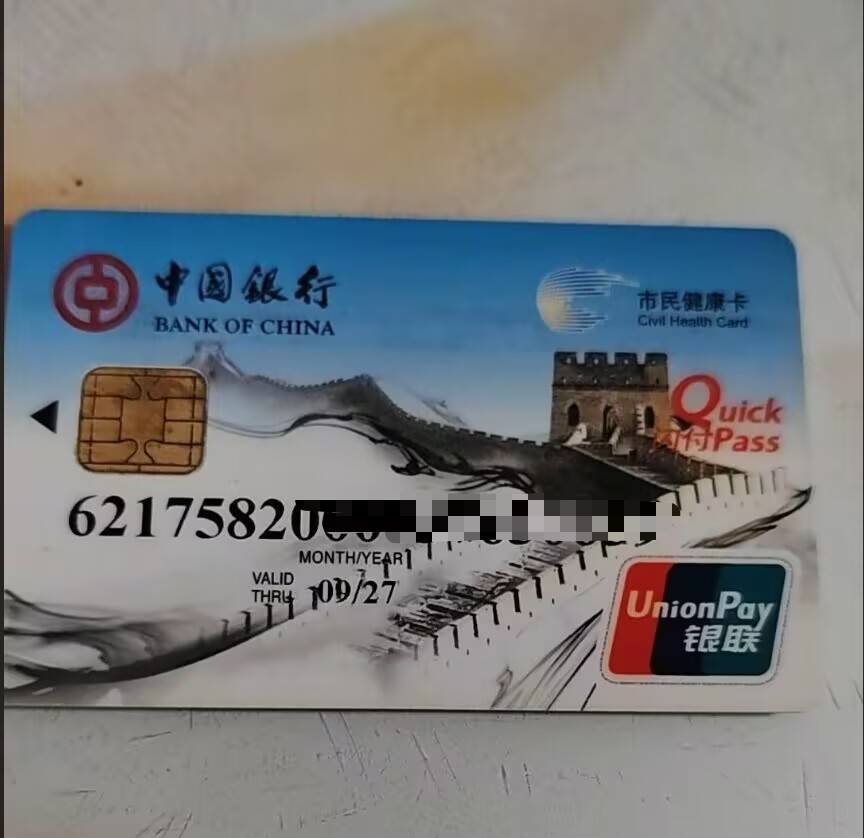 中国银行
BANK OF CHINA
市民健康卡
Civil Health Card
Quick
闪付Pass
621758200
MONTH/YEAR
VALID
THRU 09/27
UnionPay
银联